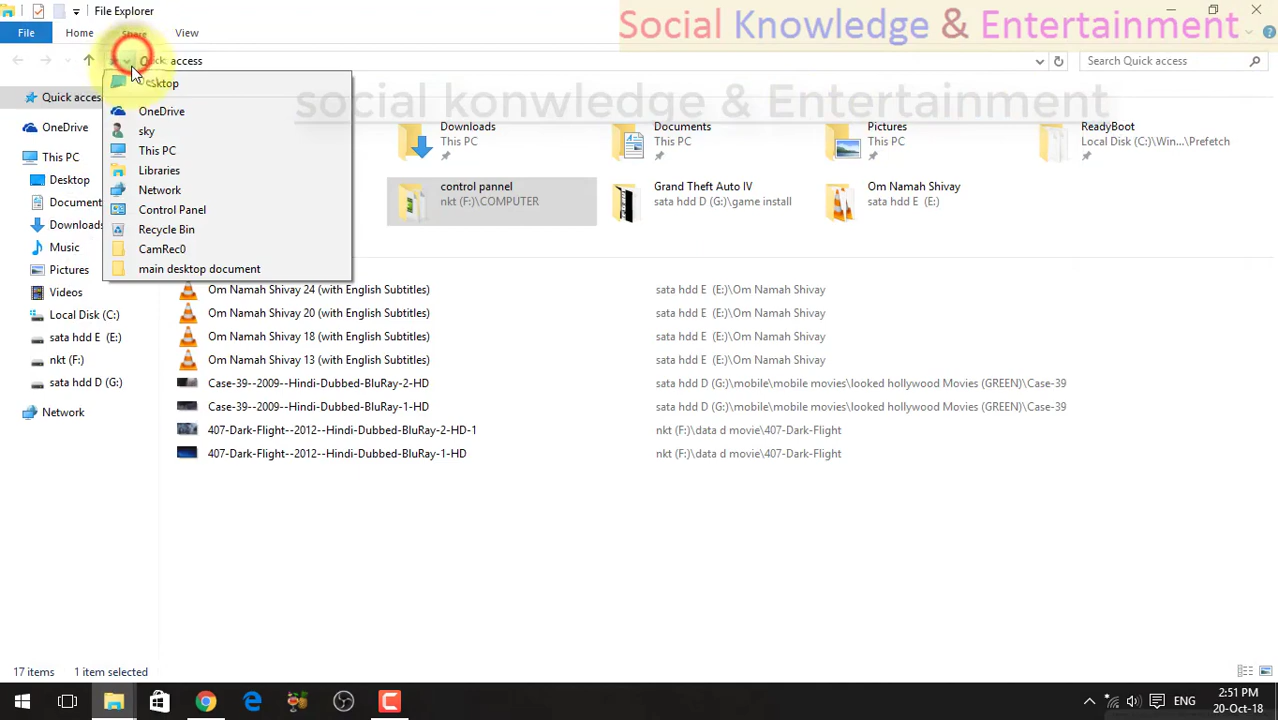 File Explorer
Social Knowledge & Entertainment
File Home Share View
Quick access
Search Quick access
Desktop
OneDrive
sky
This PC
Libraries
Network
Control Panel
Recycle Bin
CamRec0
main desktop document
social konwledge & Entertainment
Quick acces
OneDrive
This PC
Desktop
Document
Downloads
Music
Pictures
Videos
Local Disk (C:)
sata hdd E (E:)
nkt (F:)
sata hdd D (G:)
Network
Downloads
This PC
Documents
This PC
Pictures
This PC
ReadyBoot
Local Disk (C:)\Win...\Prefetch
control pannel
nkt (F:)\COMPUTER
Grand Theft Auto IV
sata hdd D (G:)\game install
Om Namah Shivay
sata hdd E (E:)
Om Namah Shivay 24 (with English Subtitles) sata hdd E (E:)\Om Namah Shivay
Om Namah Shivay 20 (with English Subtitles) sata hdd E (E:)\Om Namah Shivay
Om Namah Shivay 18 (with English Subtitles) sata hdd E (E:)\Om Namah Shivay
Om Namah Shivay 13 (with English Subtitles) sata hdd E (E:)\Om Namah Shivay
Case-39--2009--Hindi-Dubbed-BluRay-2-HD sata hdd D (G:)\mobile\mobile movies\looked hollywood Movies (GREEN)\Case-39
Case-39--2009--Hindi-Dubbed-BluRay-1-HD sata hdd D (G:)\mobile\mobile movies\looked hollywood Movies (GREEN)\Case-39
407-Dark-Flight--2012--Hindi-Dubbed-BluRay-2-HD-1 nkt (F:)\data d movie\407-Dark-Flight
407-Dark-Flight--2012--Hindi-Dubbed-BluRay-1-HD nkt (F:)\data d movie\407-Dark-Flight
17 items 1 item selected
ENG
2:51 PM
20-Oct-18